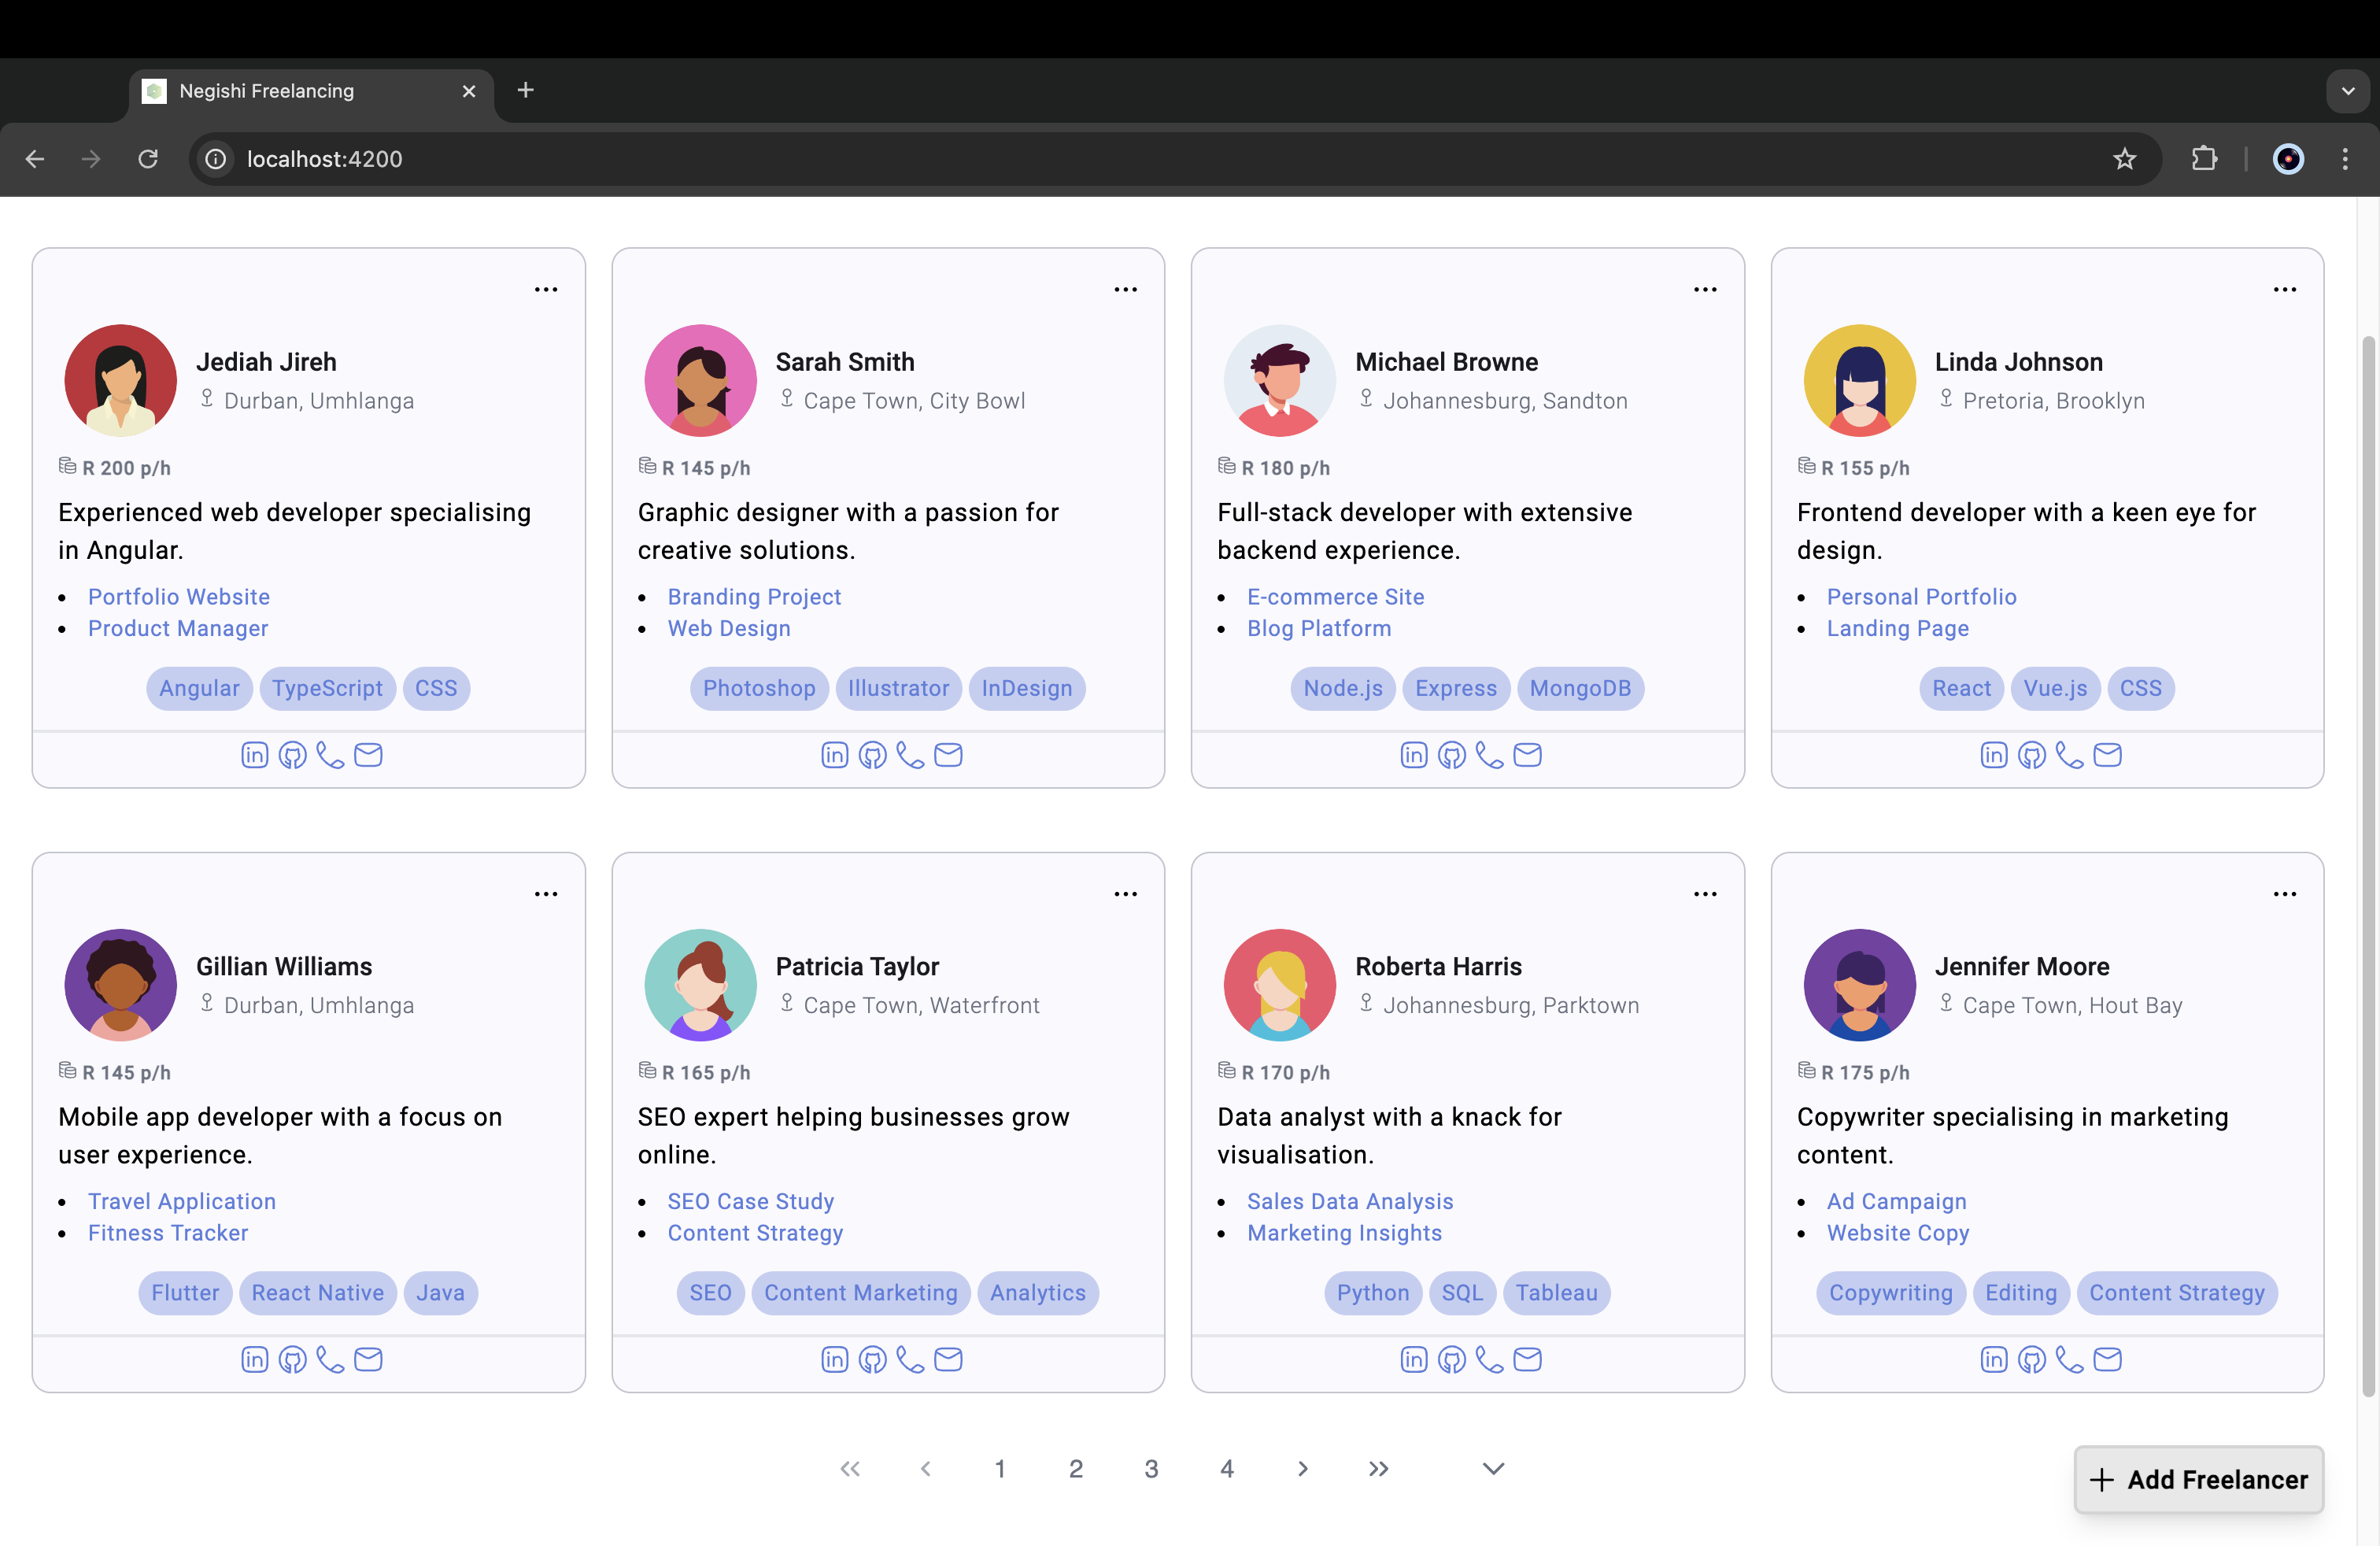 Negishi Freelancing
localhost:4200
Jediah Jireh
Durban, Umhlanga
R 200 p/h
Experienced web developer specialising
in Angular.
Portfolio Website
Product Manager
Angular TypeScript CSS
Sarah Smith
Cape Town, City Bowl
R 145 p/h
Graphic designer with a passion for
creative solutions.
Branding Project
Web Design
Photoshop Illustrator InDesign
Michael Browne
Johannesburg, Sandton
R 180 p/h
Full-stack developer with extensive
backend experience.
E-commerce Site
Blog Platform
Node.js Express MongoDB
Linda Johnson
Pretoria, Brooklyn
R 155 p/h
Frontend developer with a keen eye for
design.
Personal Portfolio
Landing Page
React Vue.js CSS
Gillian Williams
Durban, Umhlanga
R 145 p/h
Mobile app developer with a focus on
user experience.
Travel Application
Fitness Tracker
Flutter React Native Java
Patricia Taylor
Cape Town, Waterfront
R 165 p/h
SEO expert helping businesses grow
online.
SEO Case Study
Content Strategy
SEO Content Marketing Analytics
Roberta Harris
Johannesburg, Parktown
R 170 p/h
Data analyst with a knack for
visualisation.
Sales Data Analysis
Marketing Insights
Python SQL Tableau
Jennifer Moore
Cape Town, Hout Bay
R 175 p/h
Copywriter specialising in marketing
content.
Ad Campaign
Website Copy
Copywriting Editing Content Strategy
1 2 3 4
Add Freelancer